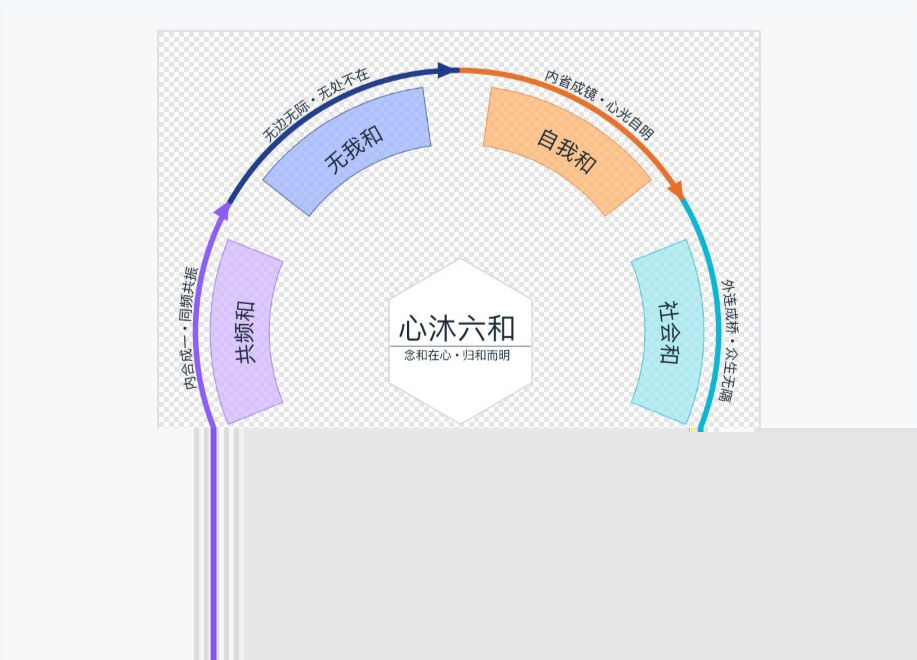 无边无际・无处不在
内省成镜・心光自明
无我和
自我和
内合成一・同频共振
共频和
心沐六和
念和在心・归和而明
社会和
外连成桥・众生无隔